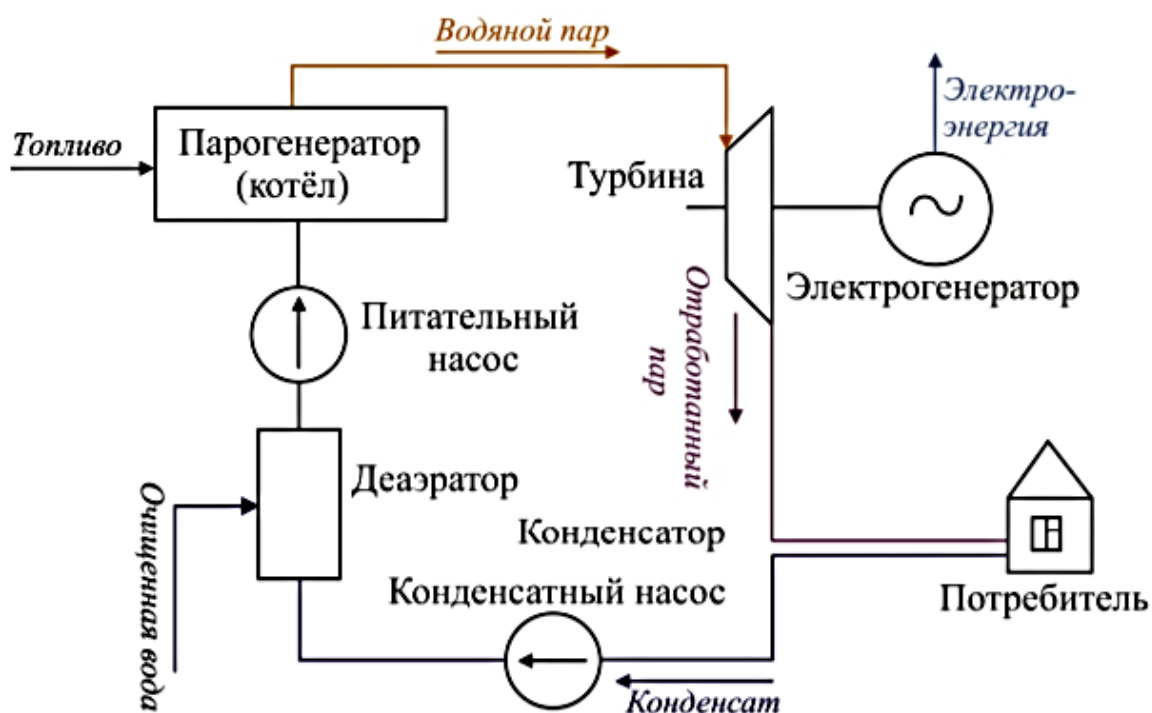 Водяной пар
Электро-
энергия
Топливо
Парогенератор
(котёл)
Турбина
Электрогенератор
Отработанный
пар
Питательный
насос
Деаэратор
Очищенная вода
Конденсатор
Конденсатный насос
Потребитель
Конденсат